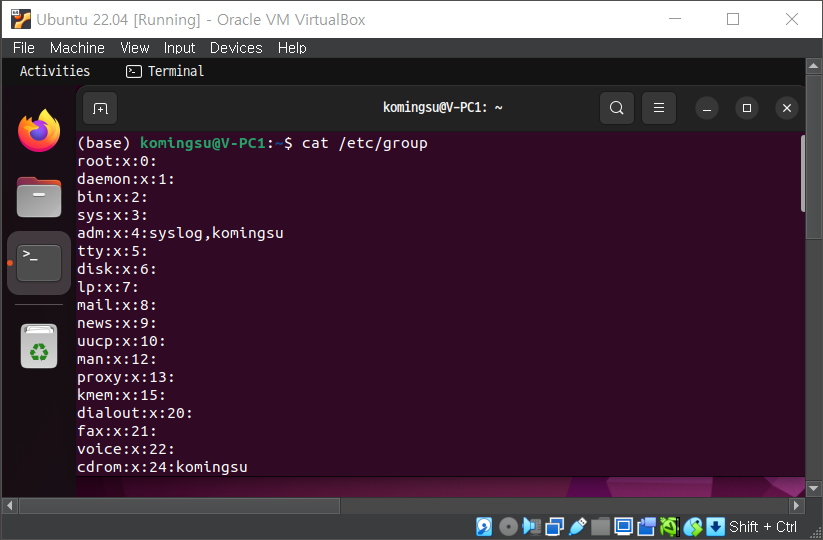 Ubuntu 22.04 [Running] - Oracle VM VirtualBox
File Machine View Input Devices Help
Activities Terminal
komingsu@V-PC1: ~
(base) komingsu@V-PC1:~$ cat /etc/group
root:x:0:
daemon:x:1:
bin:x:2:
sys:x:3:
adm:x:4:syslog,komingsu
tty:x:5:
disk:x:6:
lp:x:7:
mail:x:8:
news:x:9:
uucp:x:10:
man:x:12:
proxy:x:13:
kmem:x:15:
dialout:x:20:
fax:x:21:
voice:x:22:
cdrom:x:24:komingsu
Shift + Ctrl